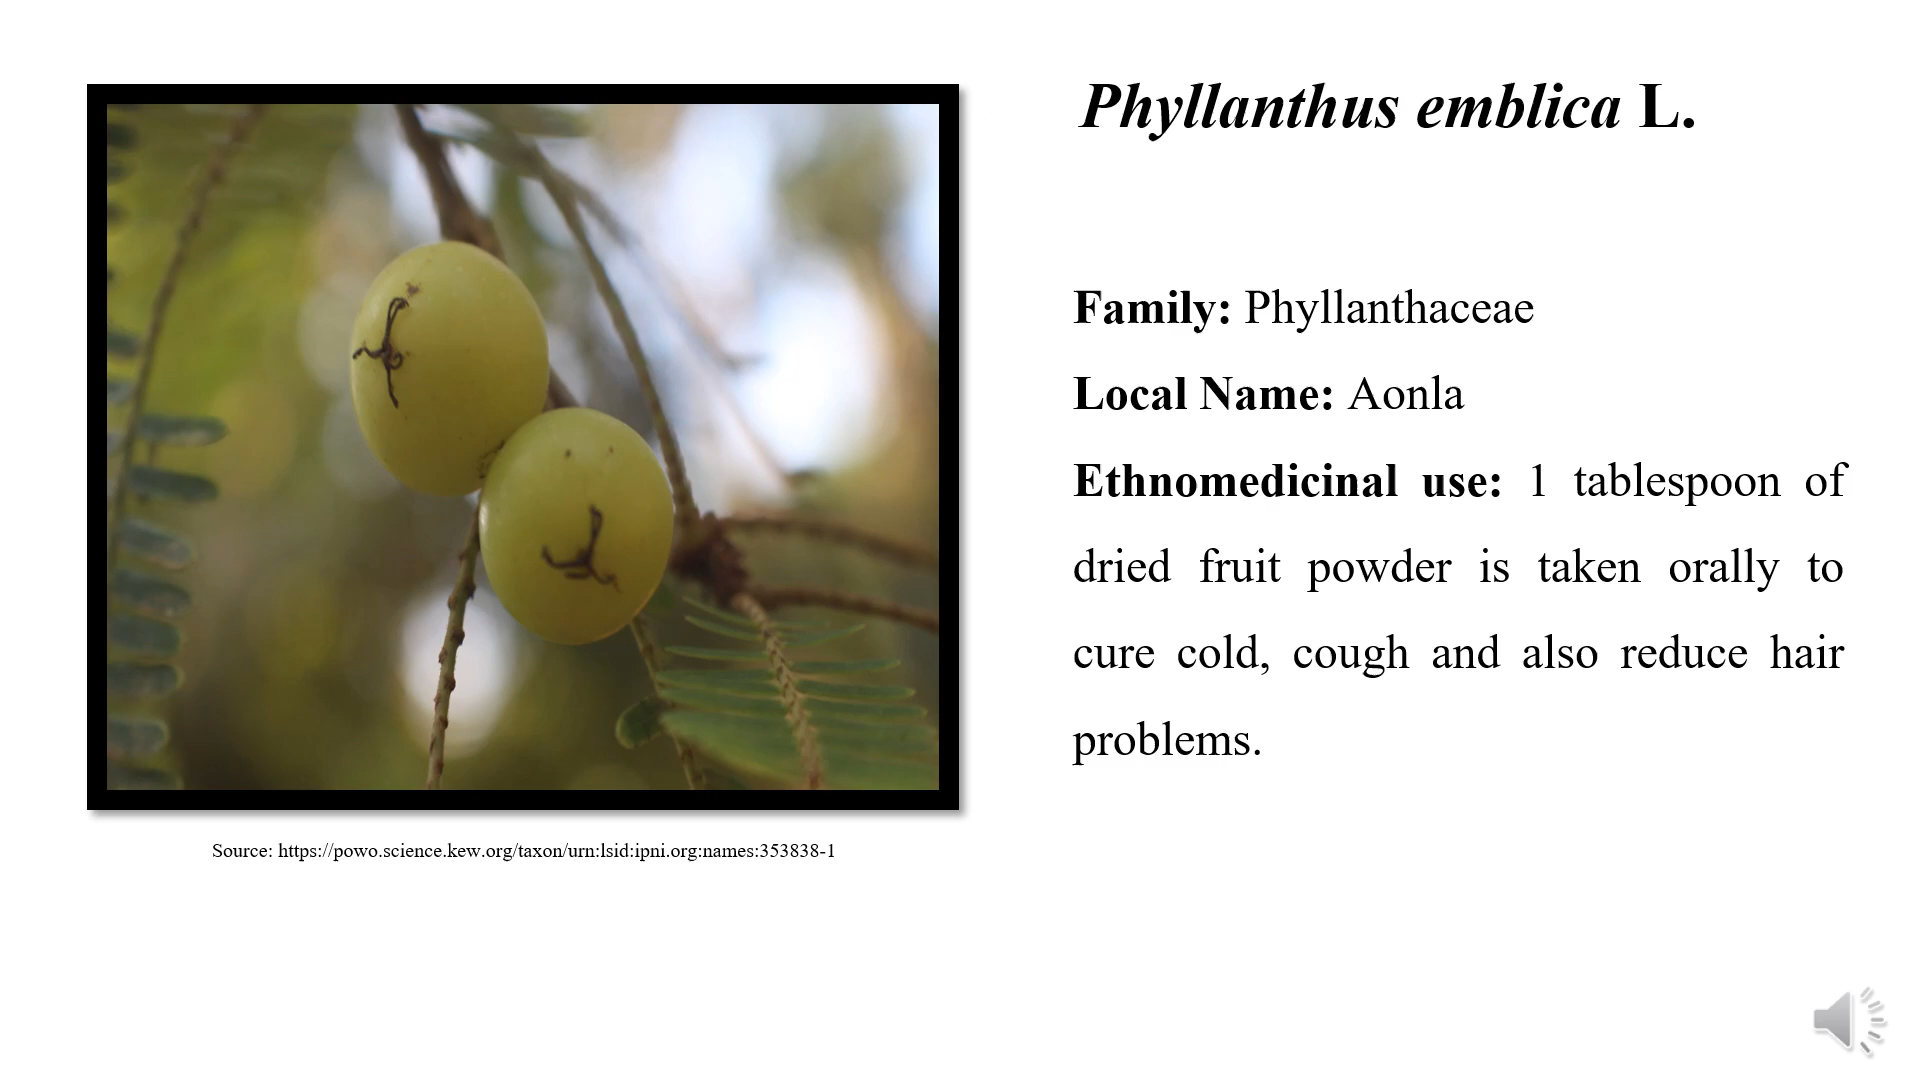 Phyllanthus emblica L.
Family: Phyllanthaceae
Local Name: Aonla
Ethnomedicinal use: 1 tablespoon of
dried fruit powder is taken orally to
cure cold, cough and also reduce hair
problems.
Source: https://powo.science.kew.org/taxon/urn:lsid:ipni.org:names:353838-1